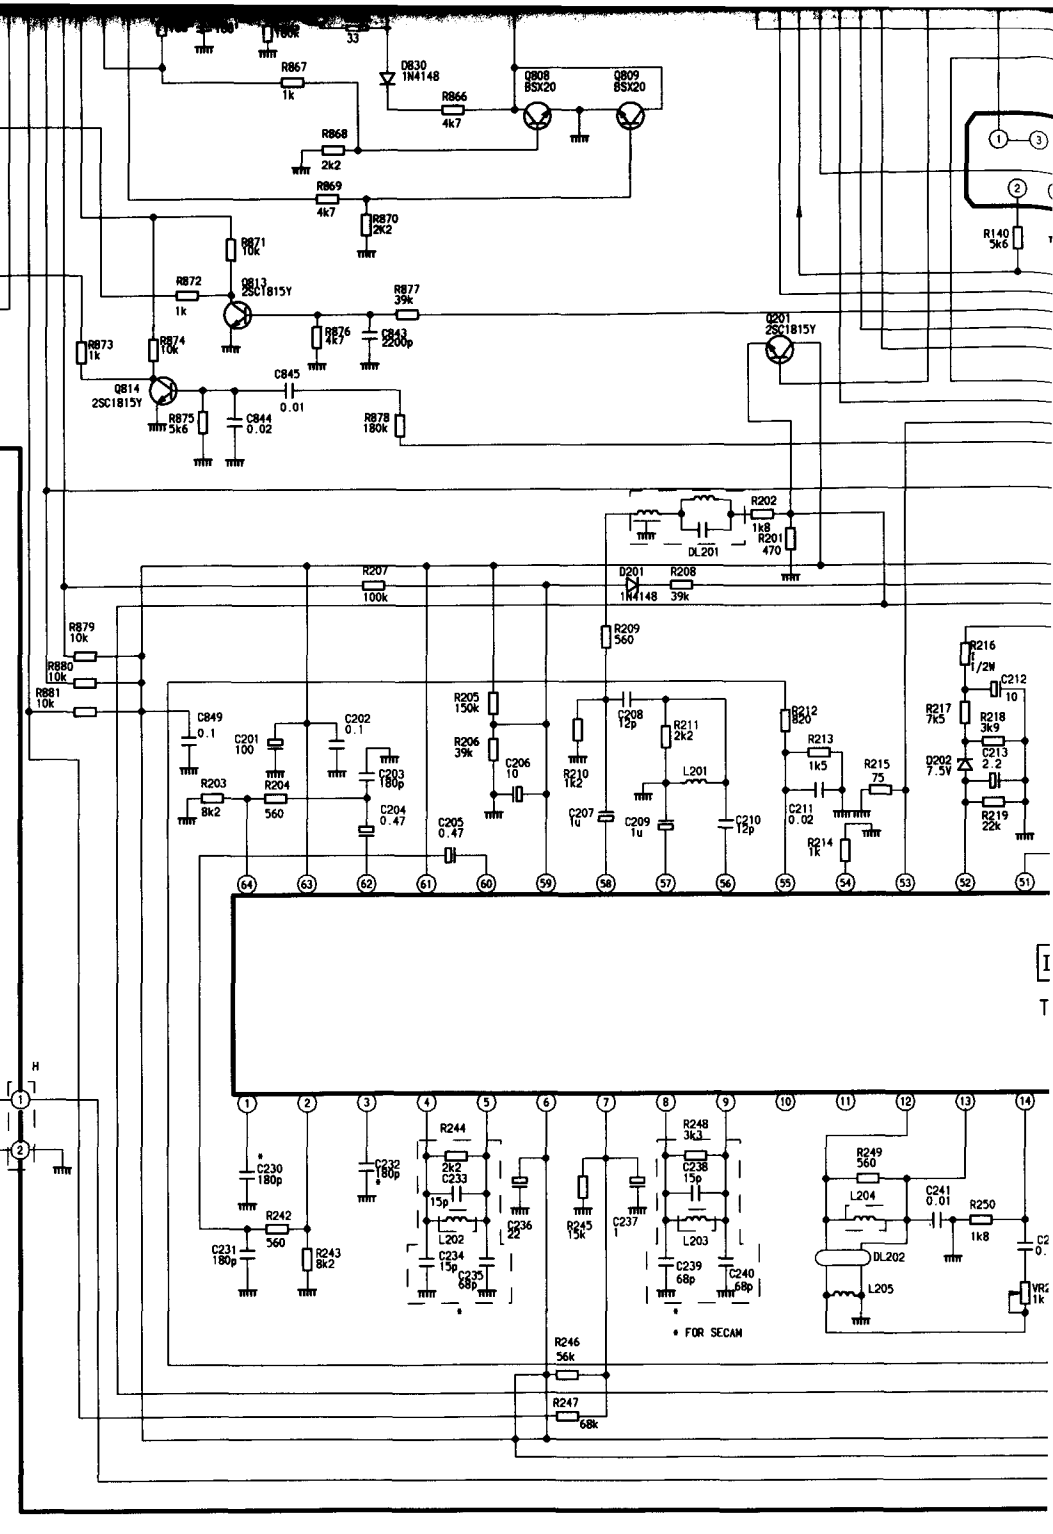 33
R867
1k
D830
1N4148
Q808
BSX20
Q809
BSX20
R866
4k7
R868
2k2
R869
4k7
R870
2K2
1
3
2
R140
5k6
R871
10k
R872
1k
Q813
2SC1815Y
R877
39k
R876
4k7
C843
2200p
Q201
2SC1815Y
R873
1k
R874
10k
Q814
2SC1815Y
C845
0.01
R875
5k6
C844
0.02
R878
180k
R202
1k8
R201
470
DL201
R207
100k
D201
1N4148
R208
39k
R209
560
R879
10k
R880
10k
R881
10k
R216
1
1/2W
C212
10
R217
7k5
R218
3k9
D202
7.5V
C213
2.2
R219
22k
C849
0.1
C201
100
C202
0.1
R205
150k
R206
39k
C206
10
C203
180p
C204
0.47
R203
8k2
R204
560
C205
0.47
R210
1k2
C208
12p
R211
2k2
L201
C207
1u
C209
1u
C210
12p
R212
820
R213
1k5
C211
0.02
R214
1k
R215
75
64
63
62
61
60
59
58
57
56
55
54
53
52
51
I
T
H
1
2
1
2
3
4
5
6
7
8
9
10
11
12
13
14
*
C230
180p
C232
180p
*
R244
2k2
C233
15p
L202
C234
15p
C235
68p
*
C236
22
R245
15k
C237
1
R248
3k3
C238
15p
L203
C239
68p
C240
68p
*
* FOR SECAM
R242
560
C231
180p
R243
8k2
R249
560
L204
DL202
L205
C241
0.01
R250
1k8
C2
0.
VR2
1k
R246
56k
R247
68k